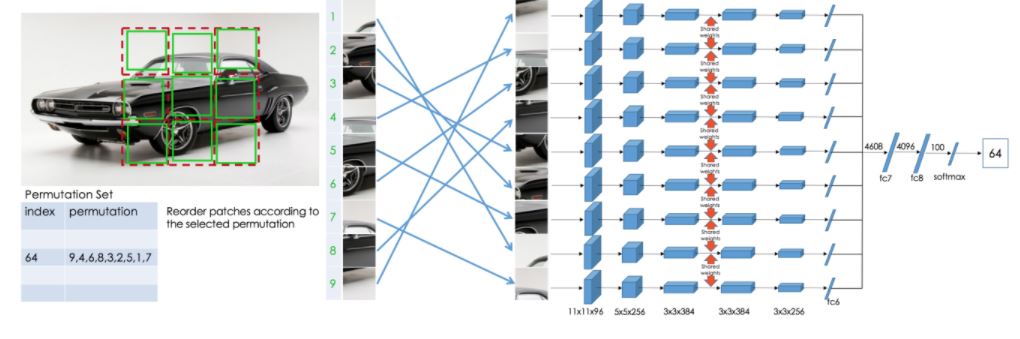 Permutation Set
index permutation
64 9,4,6,8,3,2,5,1,7
Reorder patches according to
the selected permutation
1
2
3
4
5
6
7
8
9
Shared
weights
Shared
weights
Shared
weights
Shared
weights
Shared
weights
Shared
weights
Shared
weights
Shared
weights
11x11x96
5x5x256
3x3x384
3x3x384
3x3x256
fc6
4608
fc7
4096
fc8
100
softmax
64